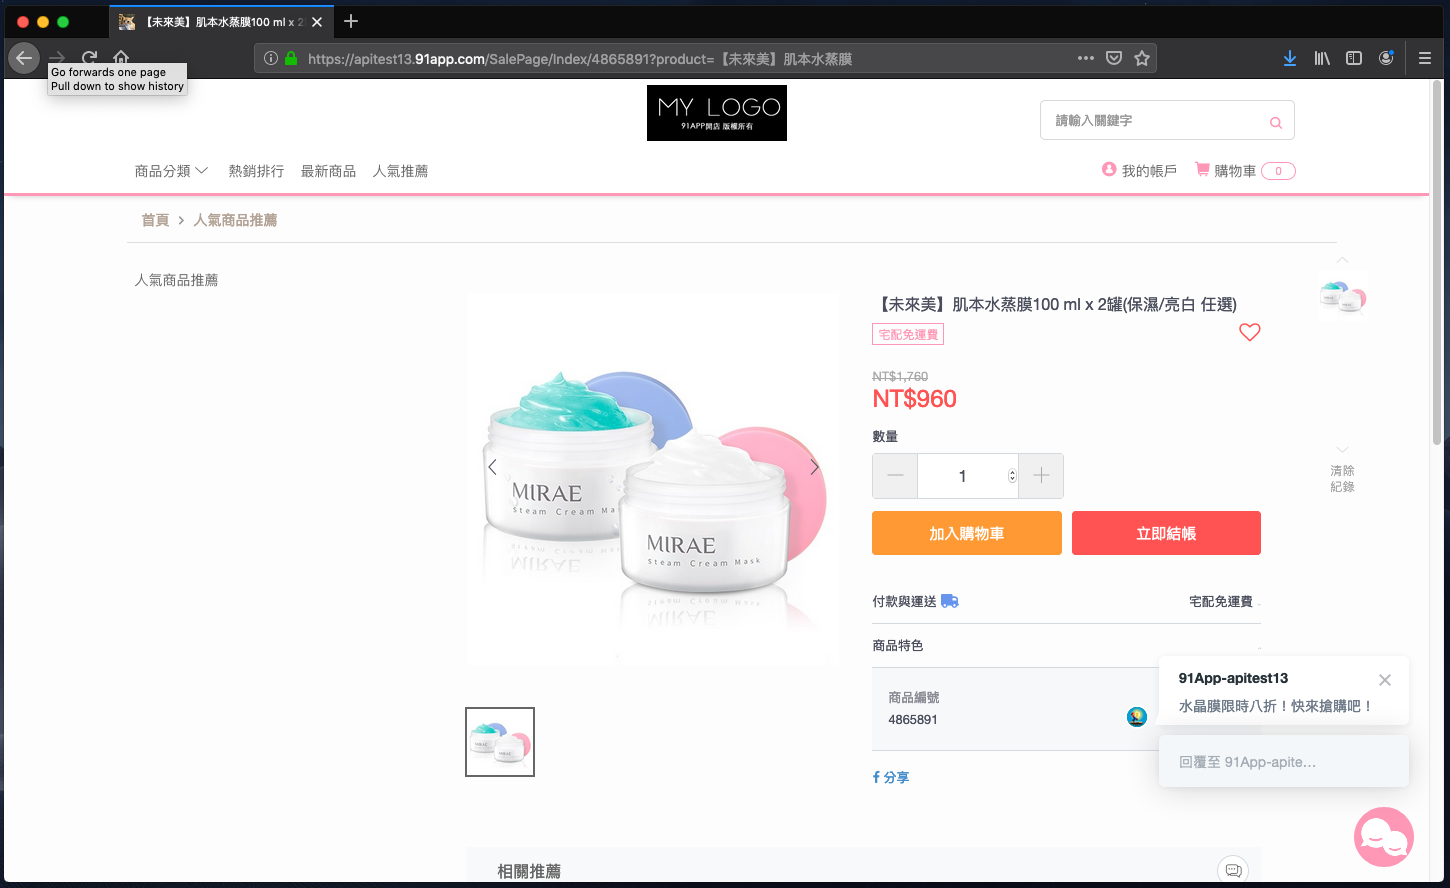 【未來美】肌本水蒸膜100 ml x 2
https://apitest13.91app.com/SalePage/Index/4865891?product=【未來美】肌本水蒸膜
Go forwards one page
Pull down to show history
MY LOGO
91APP開店 版權所有
請輸入關鍵字
商品分類 熱銷排行 最新商品 人氣推薦
我的帳戶 購物車 0
首頁 > 人氣商品推薦
人氣商品推薦
【未來美】肌本水蒸膜100 ml x 2罐(保濕/亮白 任選)
宅配免運費
NT$1,760
NT$960
數量
1
加入購物車 立即結帳
清除
紀錄
MIRAE
Steam Cream Ma
MIRAE
Steam Cream Mask
付款與運送 宅配免運費
商品特色
商品編號
4865891
分享
91App-apitest13
水晶膜限時八折！快來搶購吧！
回覆至 91App-apite…
MIRAE
相關推薦